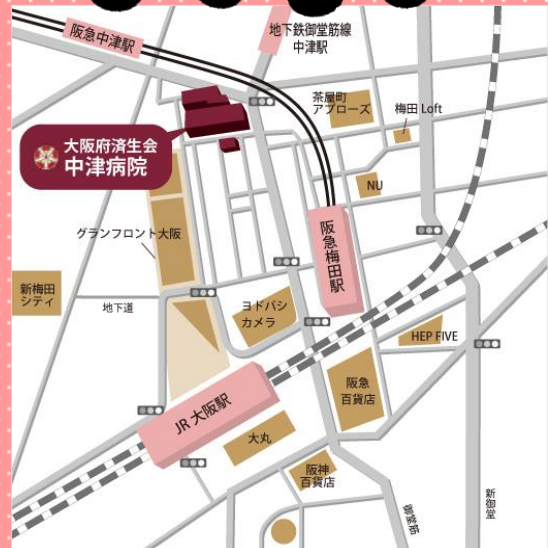 阪急中津駅
地下鉄御堂筋線
中津駅
茶屋町
アプローズ
梅田 Loft
大阪府済生会
中津病院
NU
グランフロント大阪
阪急梅田駅
新梅田
シティ
地下道
ヨドバシ
カメラ
HEP FIVE
阪急
百貨店
JR 大阪駅
大丸
阪神
百貨店
御堂筋
新御堂